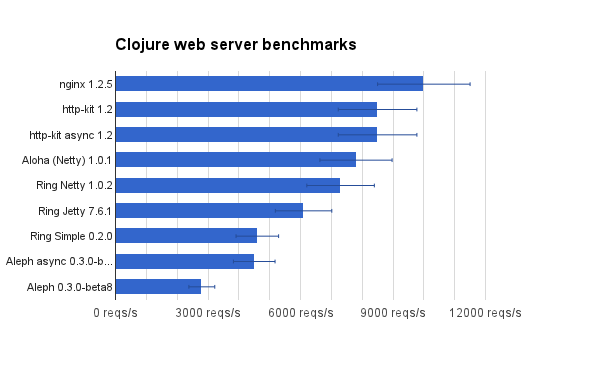 Clojure web server benchmarks
nginx 1.2.5
http-kit 1.2
http-kit async 1.2
Aloha (Netty) 1.0.1
Ring Netty 1.0.2
Ring Jetty 7.6.1
Ring Simple 0.2.0
Aleph async 0.3.0-b...
Aleph 0.3.0-beta8
0 reqs/s 3000 reqs/s 6000 reqs/s 9000 reqs/s 12000 reqs/s